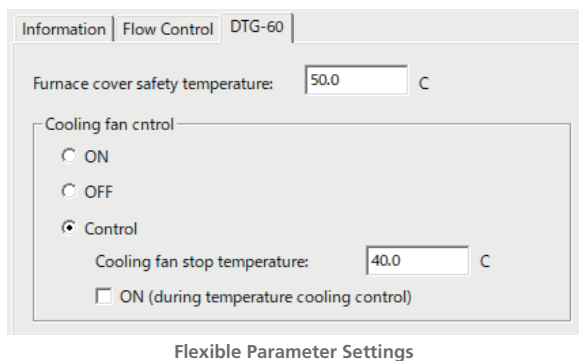 Information Flow Control DTG-60
Furnace cover safety temperature: 50.0 C
Cooling fan cntrol
ON
OFF
Control
Cooling fan stop temperature: 40.0 C
ON (during temperature cooling control)
Flexible Parameter Settings